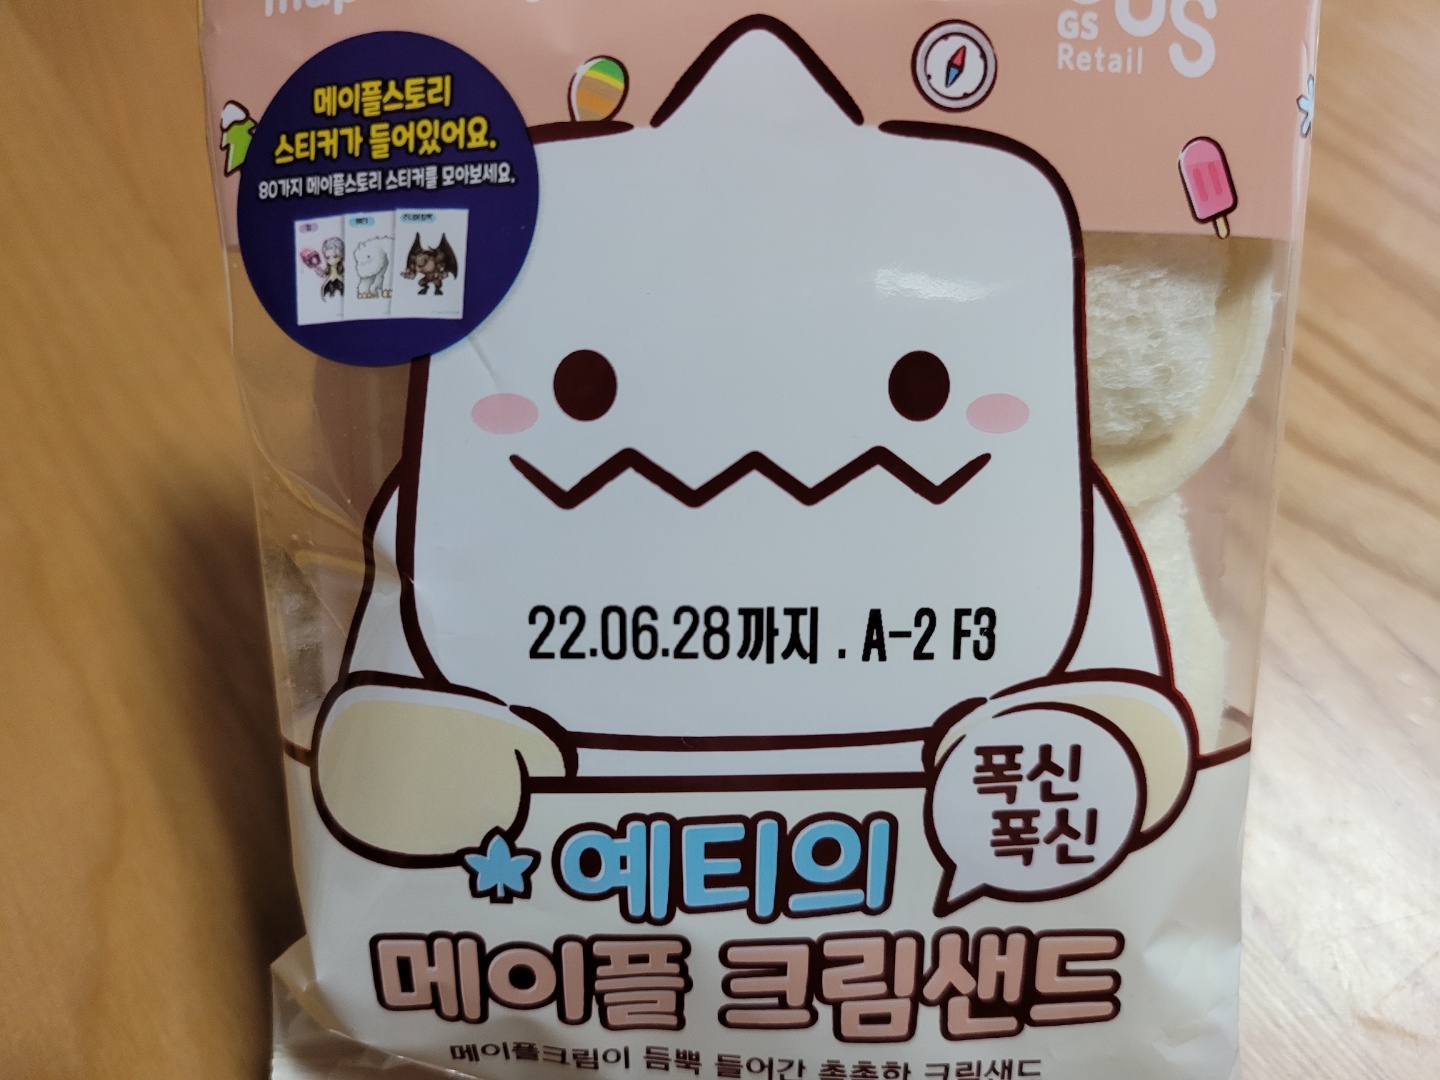 GS
Retail
메이플스토리
스티커가 들어있어요.
80가지 메이플스토리 스티커를 모아보세요.
22.06.28까지 . A-2 F3
폭신
폭신
예티의
메이플 크림샌드
메이플크림이 듬뿍 들어간 촉촉한 크림샌드